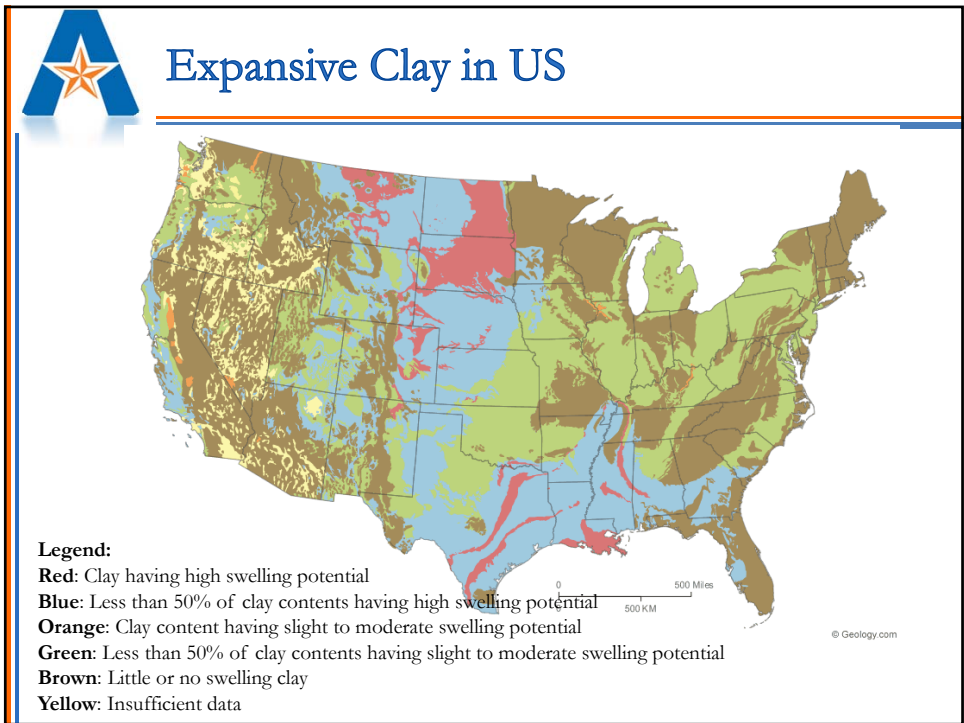 Expansive Clay in US
Legend:
Red: Clay having high swelling potential
Blue: Less than 50% of clay contents having high swelling potential
Orange: Clay content having slight to moderate swelling potential
Green: Less than 50% of clay contents having slight to moderate swelling potential
Brown: Little or no swelling clay
Yellow: Insufficient data
0
500 Miles
500 KM
© Geology.com